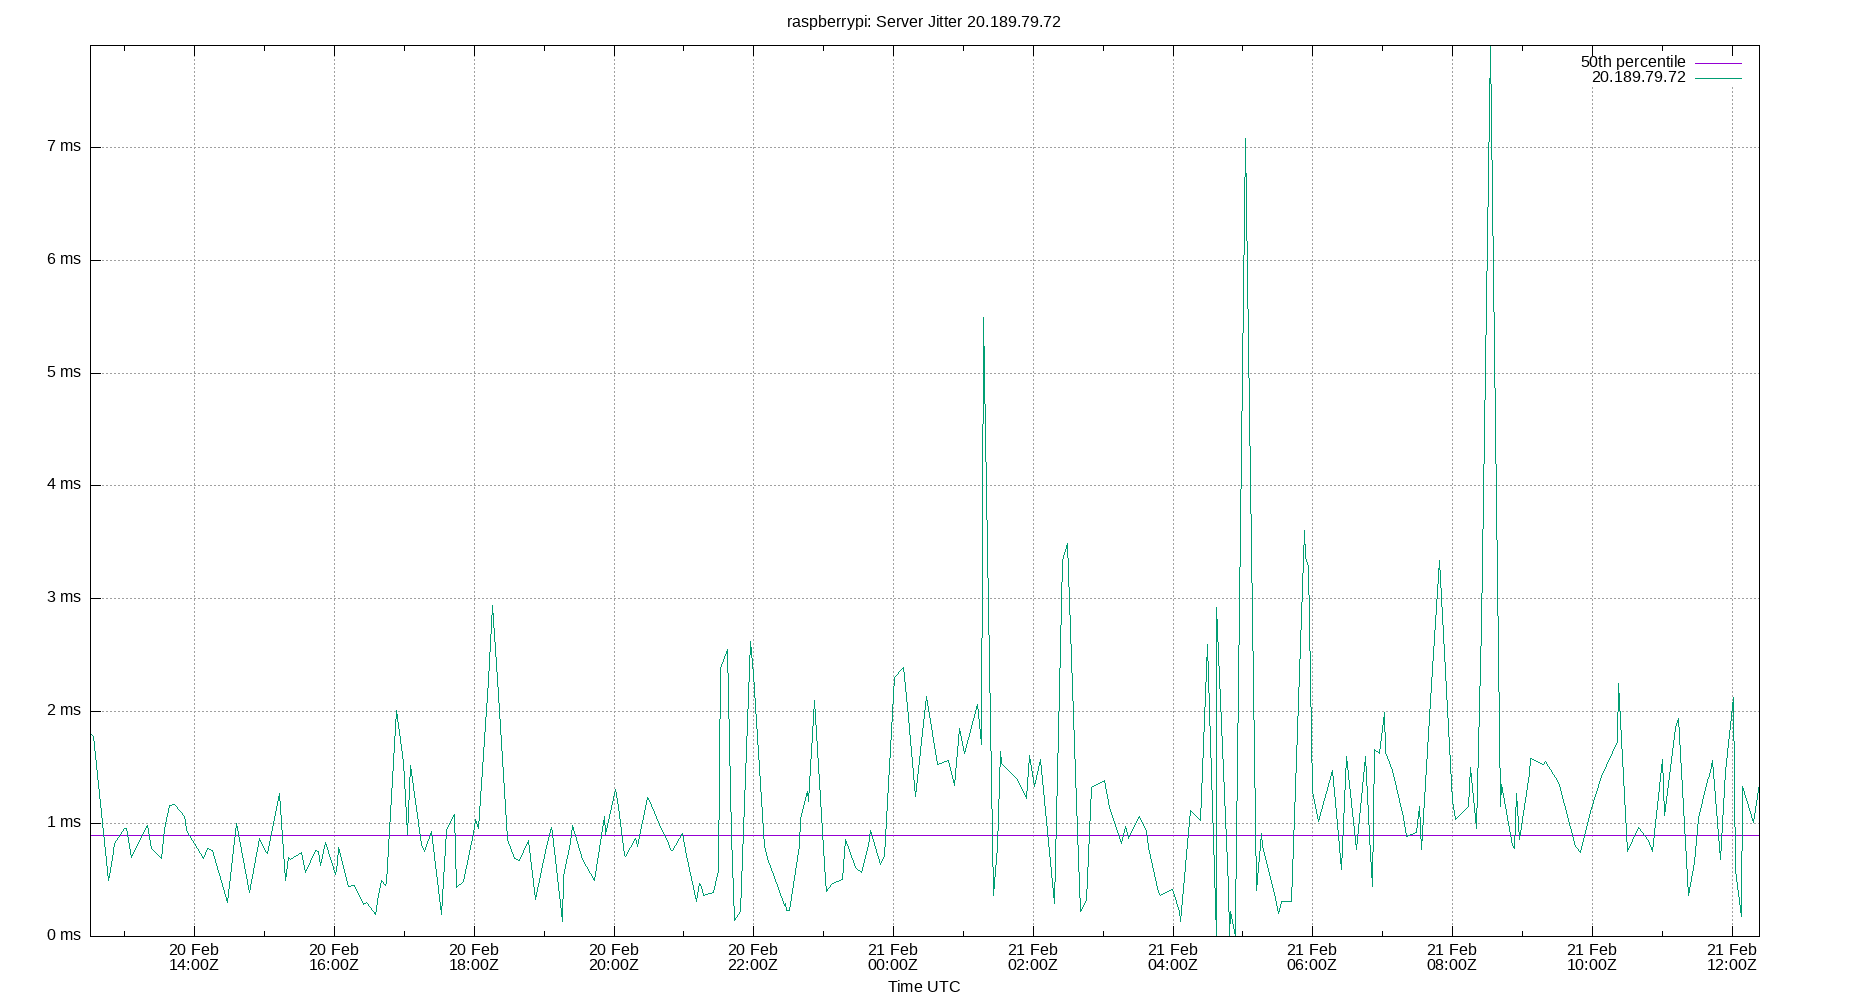 raspberrypi: Server Jitter 20.189.79.72
50th percentile
20.189.79.72
7 ms
6 ms
5 ms
4 ms
3 ms
2 ms
1 ms
0 ms
20 Feb 20 Feb 20 Feb 20 Feb 20 Feb 21 Feb 21 Feb 21 Feb 21 Feb 21 Feb 21 Feb 21 Feb
14:00Z 16:00Z 18:00Z 20:00Z 22:00Z 00:00Z 02:00Z 04:00Z 06:00Z 08:00Z 10:00Z 12:00Z
Time UTC